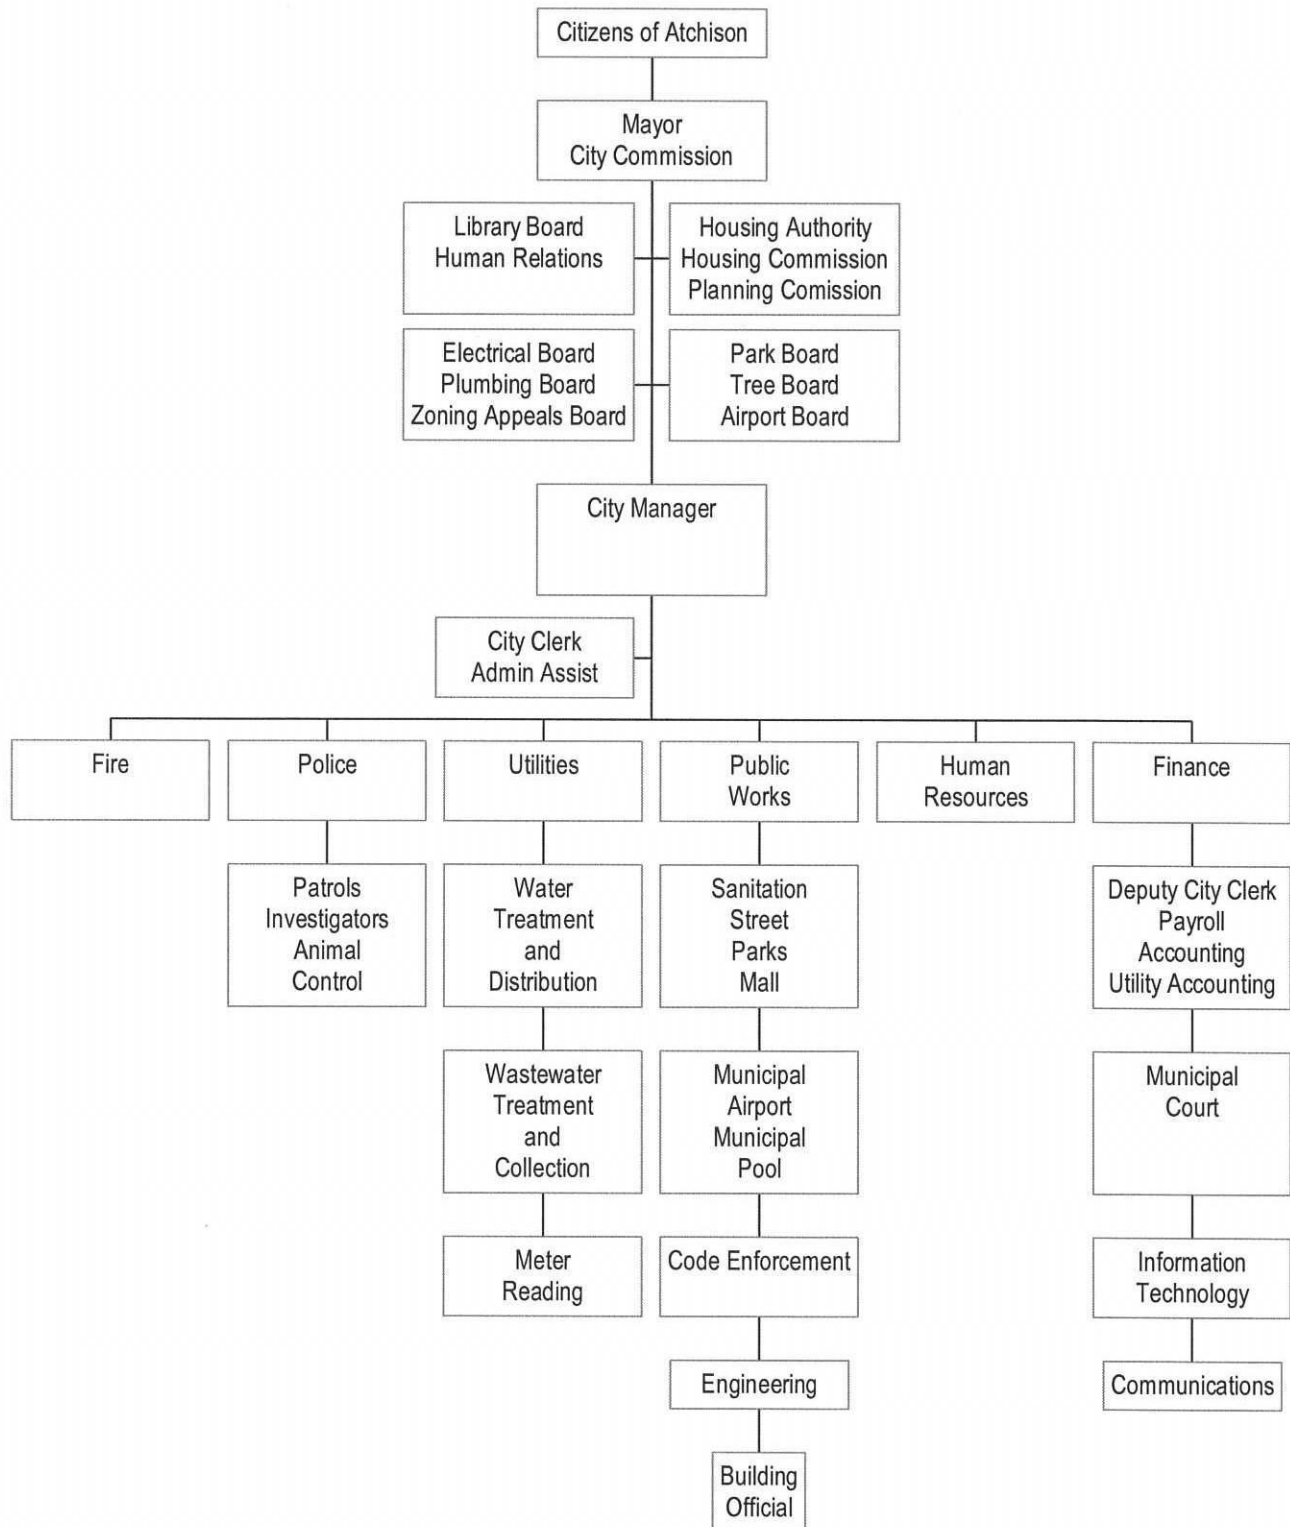 Citizens of Atchison
Mayor
City Commission
Library Board
Human Relations
Housing Authority
Housing Commission
Planning Comission
Electrical Board
Plumbing Board
Zoning Appeals Board
Park Board
Tree Board
Airport Board
City Manager
City Clerk
Admin Assist
Fire
Police
Utilities
Public
Works
Human
Resources
Finance
Patrols
Investigators
Animal
Control
Water
Treatment
and
Distribution
Sanitation
Street
Parks
Mall
Deputy City Clerk
Payroll
Accounting
Utility Accounting
Wastewater
Treatment
and
Collection
Municipal
Airport
Municipal
Pool
Municipal
Court
Meter
Reading
Code Enforcement
Information
Technology
Engineering
Communications
Building
Official